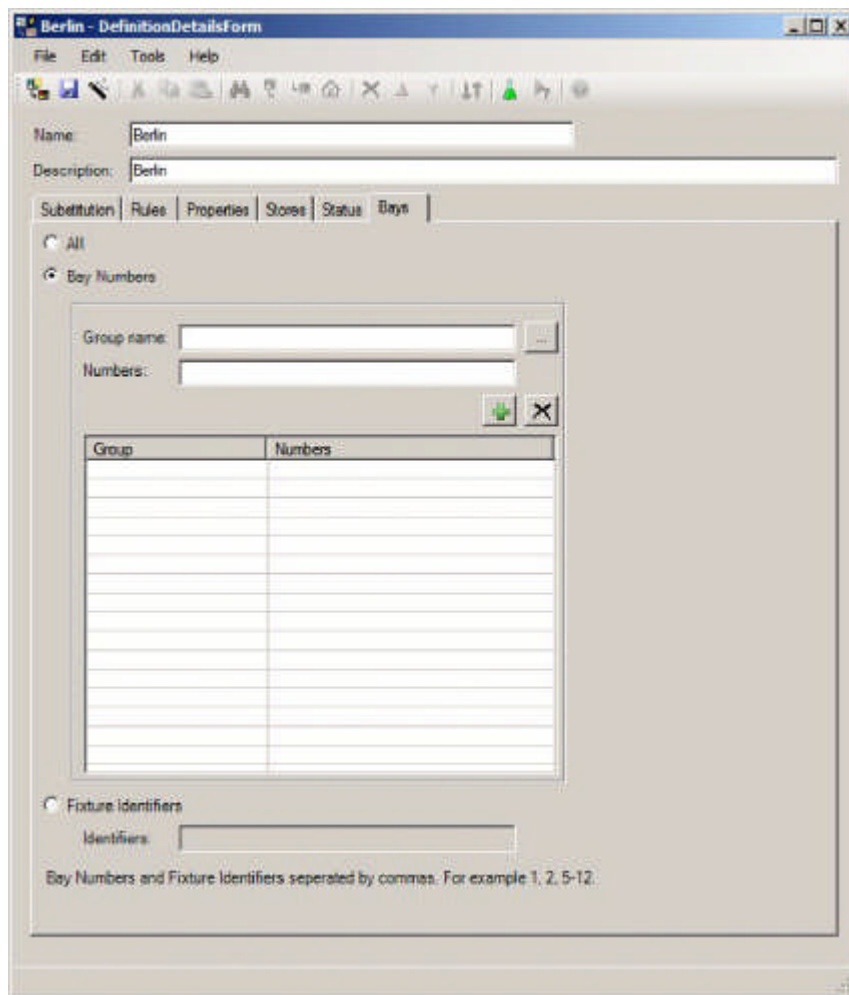 Berlin - DefinitionDetailsForm
File Edit Tools Help
Name: Berlin
Description: Berlin
Substitution Rules Properties Stores Status Bays
All
Bay Numbers
Group name: ...
Numbers:
Group Numbers
Fixture Identifiers
Identifiers:
Bay Numbers and Fixture Identifiers seperated by commas. For example 1, 2, 5-12.